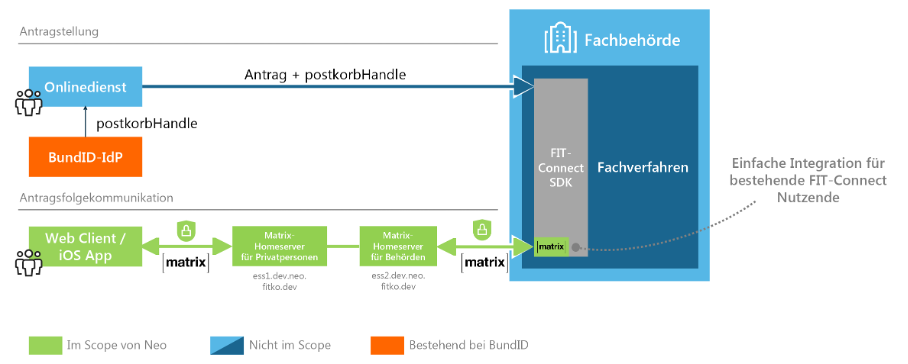 Antragstellung
Fachbehörde
Antrag + postkorbHandle
Onlinedienst
postkorbHandle
BundID-IdP
FIT-
Connect
SDK
Fachverfahren
Einfache Integration für
bestehende FIT-Connect
Nutzende
Antragsfolgekommunikation
Web Client /
iOS App
[matrix]
Matrix-
Homeserver
für Privatpersonen
ess1.dev.neo.
fitko.dev
Matrix-
Homeserver
für Behörden
ess2.dev.neo.
fitko.dev
[matrix]
[matrix]
Im Scope von Neo
Nicht im Scope
Bestehend bei BundID